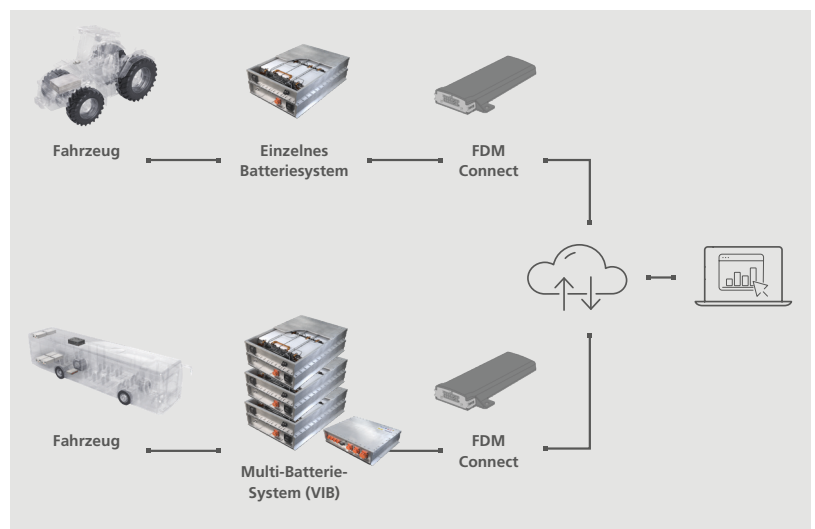 Fahrzeug
Einzelnes
Batteriesystem
FDM
Connect
Fahrzeug
Multi-Batterie-
System (VIB)
FDM
Connect